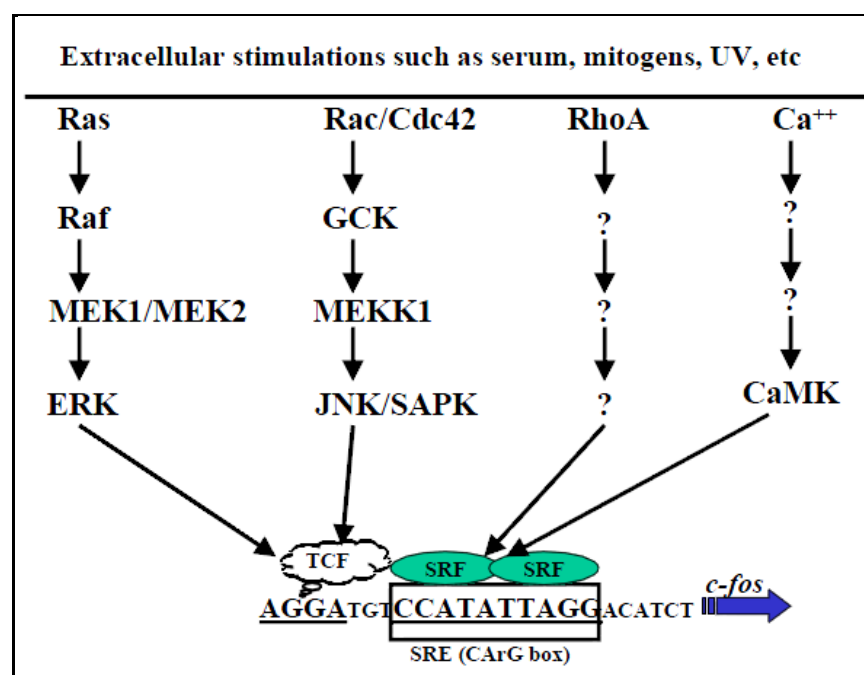 Extracellular stimulations such as serum, mitogens, UV, etc
Ras Rac/Cdc42 RhoA Ca⁺⁺
Raf GCK ? ?
MEK1/MEK2 MEKK1 ? ?
ERK JNK/SAPK ? CaMK
TCF SRF SRF
c-fos
AGGATGTCCATATTAGGACATCT
SRE (CArG box)